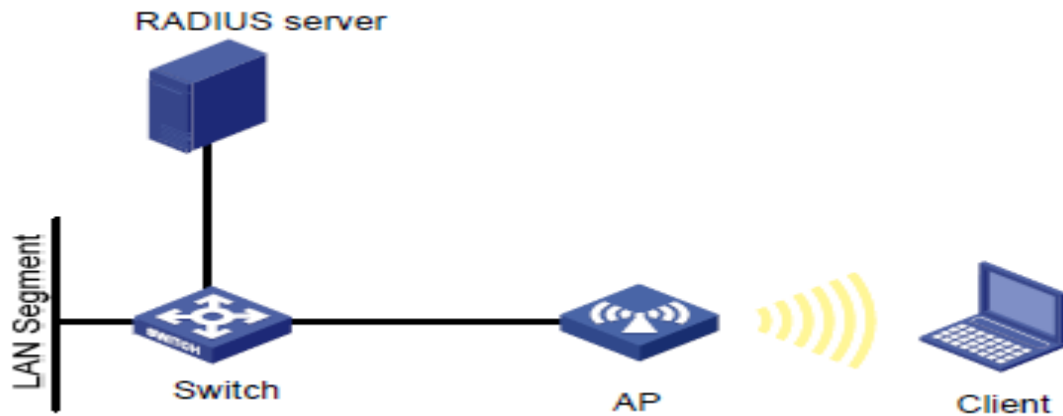 RADIUS server
LAN Segment
SWITCH
Switch
AP
Client